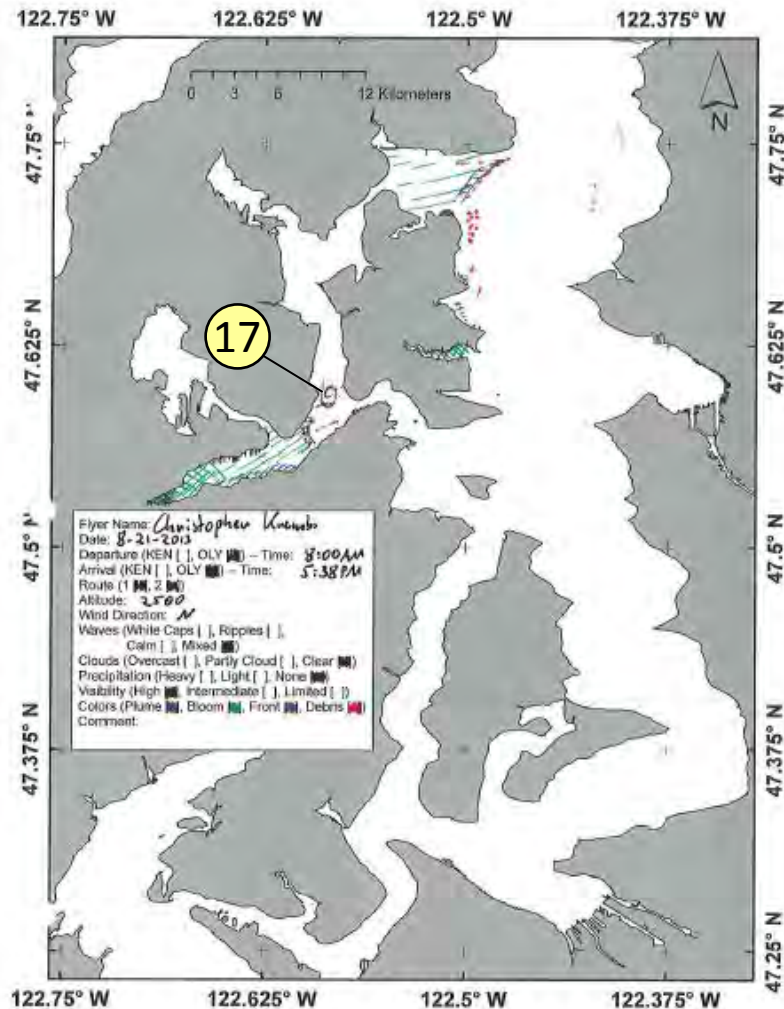 122.75° W 122.625° W 122.5° W 122.375° W
0 3 6 12 Kilometers
N
47.75° 47.75° N
17
47.625° N 47.625° N
Flyer Name: Christopher Krembs
Date: 8-21-2013
Departure (KEN [ ], OLY [ ]) – Time: 8:00AM
Arrival (KEN [ ], OLY [ ]) – Time: 5:38PM
Route (1 [ ], 2 [ ])
Altitude: 2500
Wind Direction: N
Waves (White Caps [ ], Ripples [ ],
Calm [ ], Mixed [ ])
Clouds (Overcast [ ], Partly Cloud [ ], Clear [ ])
Precipitation (Heavy [ ], Light [ ], None [ ])
Visibility (High [ ], Intermediate [ ], Limited [ ])
Colors (Plume [ ], Bloom [ ], Front [ ], Debris [ ])
Comment:
47.5° 47.5° N
47.375° N 47.375° N
47.25° N
122.75° W 122.625° W 122.5° W 122.375° W